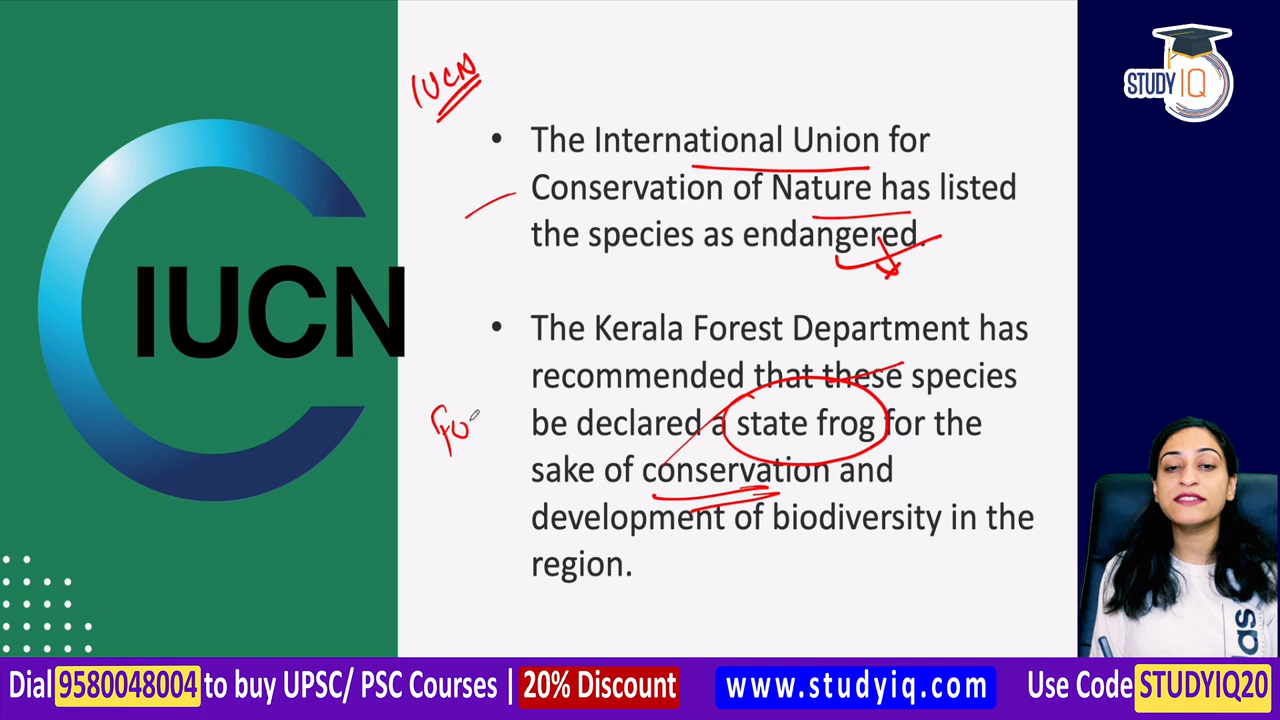 IUCN
STUDY IQ
• The International Union for
Conservation of Nature has listed
the species as endangered.
IUCN
• The Kerala Forest Department has
recommended that these species
be declared a state frog for the
sake of conservation and
development of biodiversity in the
region.
Dial 9580048004 to buy UPSC/ PSC Courses | 20% Discount www.studyiq.com Use Code STUDYIQ20